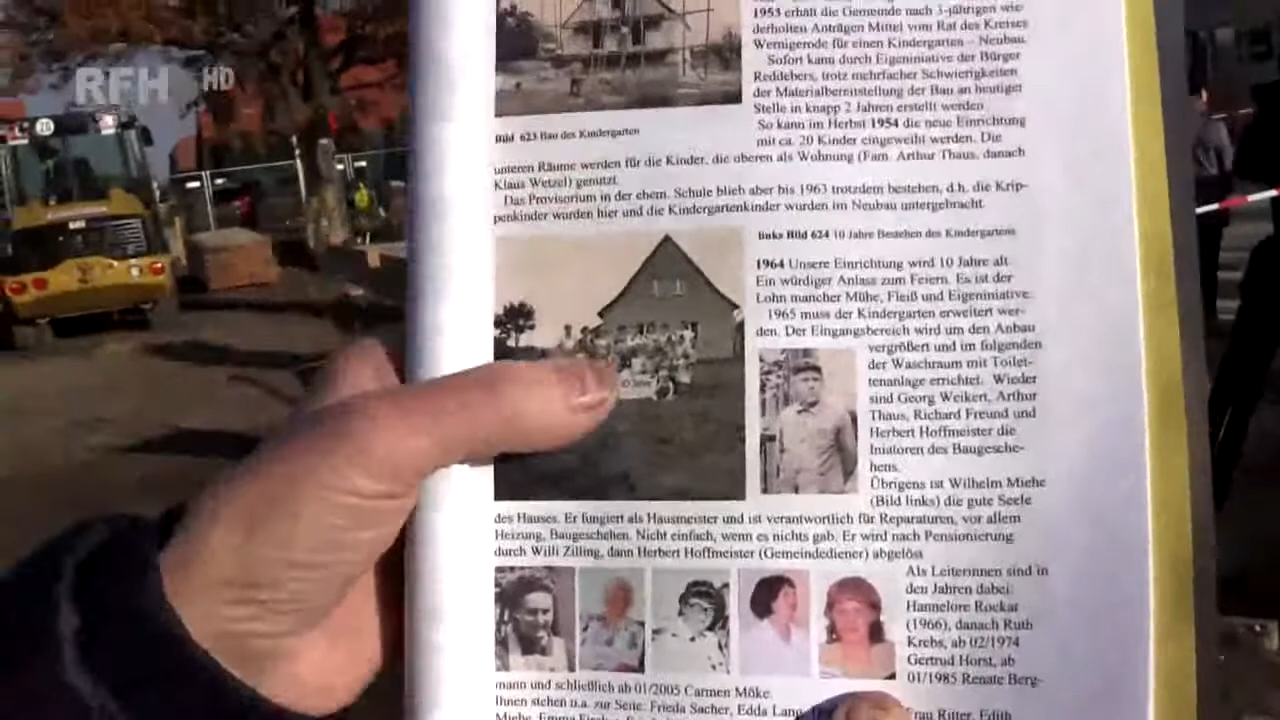 RFH HD
1953 erhält die Gemeinde nach 3-jährigen wie-
derholten Anträgen Mittel vom Rat des Kreises
Wernigerode für einen Kindergarten - Neubau.
Sofort kann durch Eigeniniative der Bürger
Reddebers, trotz mehrfacher Schwierigkeiten
der Materialbereitstellung der Bau an heutiger
Stelle in knapp 2 Jahren erstellt werden
So kann im Herbst 1954 die neue Einrichtung
mit ca. 20 Kinder eingeweiht werden. Die
Bild 623 Bau des Kindergarten
unteren Räume werden für die Kinder, die oberen als Wohnung (Fam. Arthur Thaus, danach
Klaus Wetzel) genutzt.
Das Provisorium in der ehem. Schule blieb aber bis 1963 trotzdem bestehen, d.h. die Krip-
penkinder wurden hier und die Kindergartenkinder wurden im Neubau untergebracht.
links Bild 624 10 Jahre Bestehen des Kindergartens
1964 Unsere Einrichtung wird 10 Jahre alt.
Ein würdiger Anlass zum Feiern. Es ist der
Lohn mancher Mühe, Fleiß und Eigeniniative.
1965 muss der Kindergarten erweitert wer-
den. Der Eingangsbereich wird um den Anbau
vergrößert und im folgenden
der Waschraum mit Toilet-
tenanlage errichtet. Wieder
sind Georg Weikert, Arthur
Thaus, Richard Freund und
Herbert Hoffmeister die
Iniatoren des Baugesche-
hens.
Übrigens ist Wilhelm Miehe
(Bild links) die gute Seele
des Hauses. Er fungiert als Hausmeister und ist verantwortlich für Reparaturen, vor allem
Heizung, Baugeschehen. Nicht einfach, wenn es nichts gab. Er wird nach Pensionierung
durch Willi Zilling, dann Herbert Hoffmeister (Gemeindediener) abgelöst
Als Leiterinnen sind in
den Jahren dabei:
Hannelore Rockar
(1966), danach Ruth
Krebs, ab 02/1974
Gertrud Horst, ab
01/1985 Renate Berg-
mann und schließlich ab 01/2005 Carmen Möke.
Ihnen stehen u.a. zur Seite: Frieda Sacher, Edda Lang Frau Ritter, Edith
Miehe, Emma